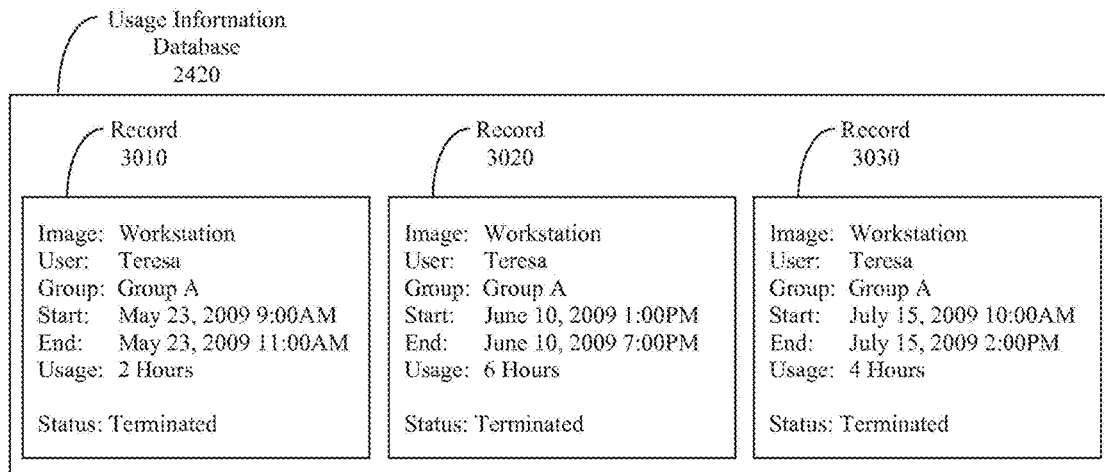 Usage Information
Database
2420
Record
3010
Image: Workstation
User: Teresa
Group: Group A
Start: May 23, 2009 9:00AM
End: May 23, 2009 11:00AM
Usage: 2 Hours
Status: Terminated
Record
3020
Image: Workstation
User: Teresa
Group: Group A
Start: June 10, 2009 1:00PM
End: June 10, 2009 7:00PM
Usage: 6 Hours
Status: Terminated
Record
3030
Image: Workstation
User: Teresa
Group: Group A
Start: July 15, 2009 10:00AM
End: July 15, 2009 2:00PM
Usage: 4 Hours
Status: Terminated